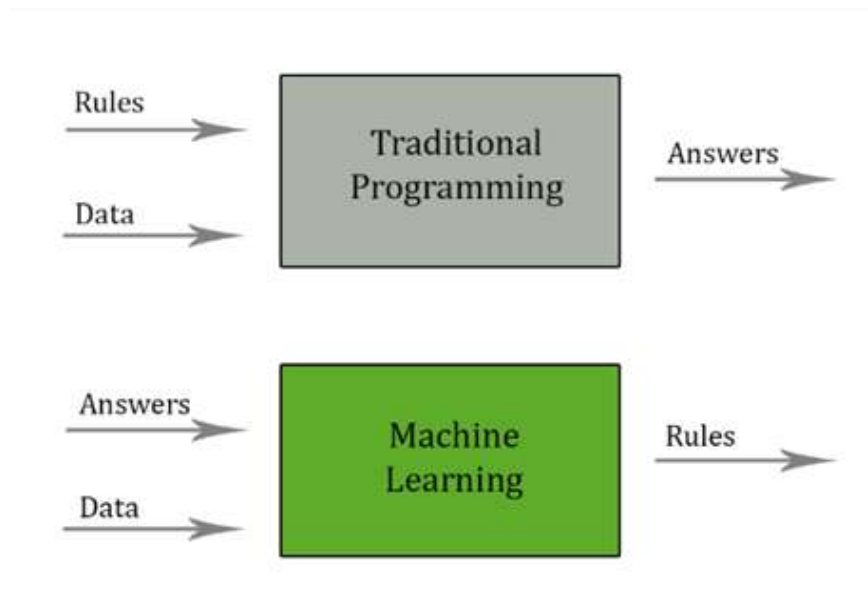 Rules
Data
Traditional
Programming
Answers
Answers
Data
Machine
Learning
Rules